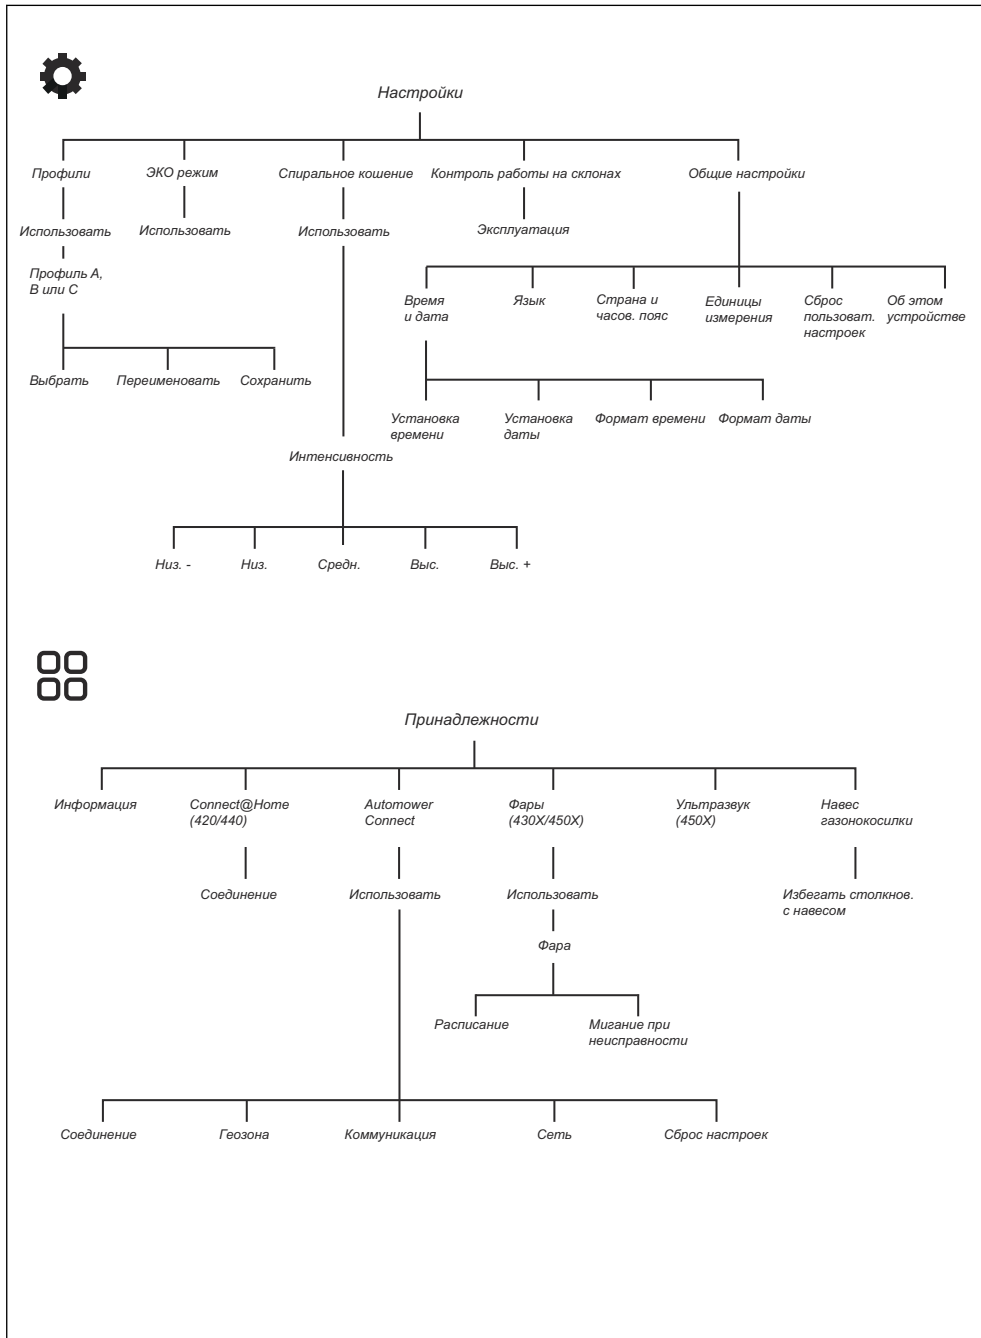 Настройки
Профили
ЭКО режим
Спиральное кошение
Контроль работы на склонах
Общие настройки
Использовать
Использовать
Использовать
Эксплуатация
Профиль А,
В или С
Время
и дата
Язык
Страна и
часов. пояс
Единицы
измерения
Сброс
пользоват.
настроек
Об этом
устройстве
Выбрать
Переименовать
Сохранить
Установка
времени
Установка
даты
Формат времени
Формат даты
Интенсивность
Низ. -
Низ.
Средн.
Выс.
Выс. +
Принадлежности
Информация
Connect@Home
(420/440)
Automower
Connect
Фары
(430X/450X)
Ультразвук
(450X)
Навес
газонокосилки
Соединение
Использовать
Использовать
Избегать столкнов.
с навесом
Фара
Расписание
Мигание при
неисправности
Соединение
Геозона
Коммуникация
Сеть
Сброс настроек